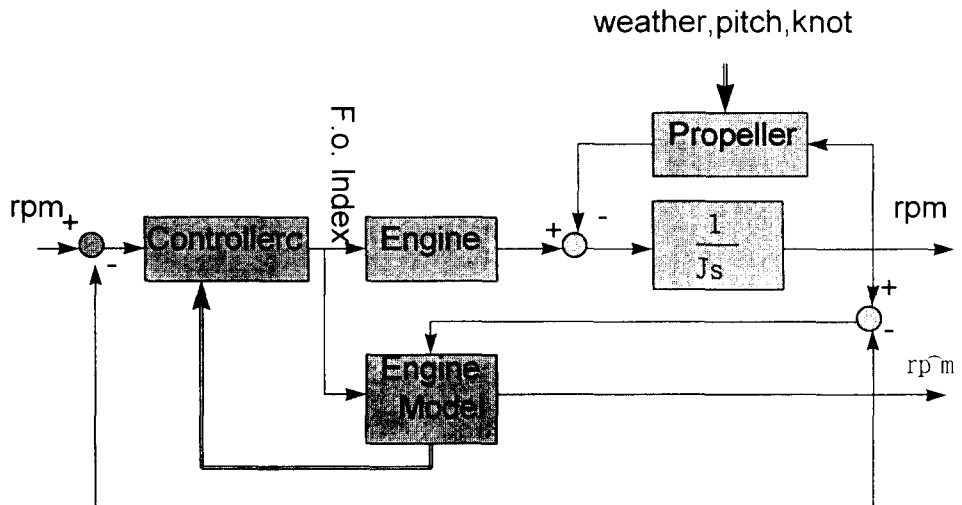 weather,pitch,knot
F.o. Index
Propeller
rpm
+
-
Controllerc
Engine
+
-
1
Js
rpm
+
-
Engine
Model
rp̂m